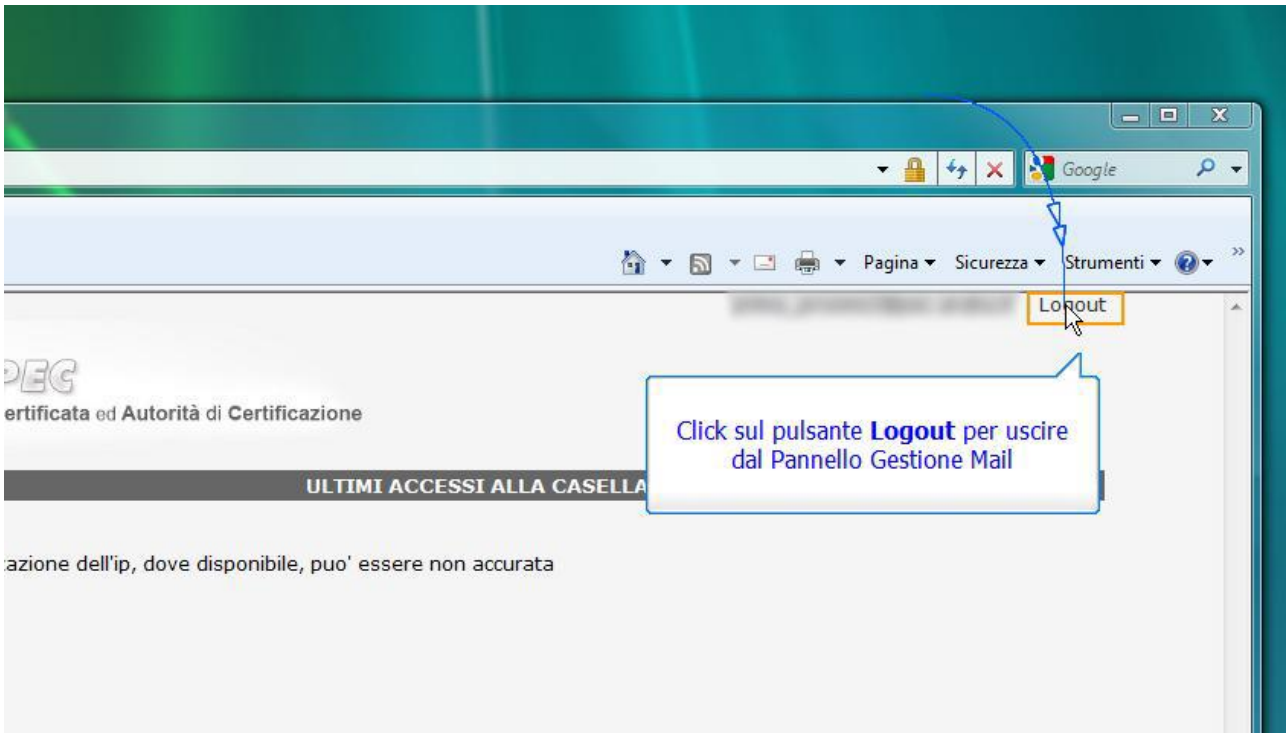 Google
Pagina Sicurezza Strumenti
Logout
PEC
ertificata ed Autorità di Certificazione
Click sul pulsante Logout per uscire
dal Pannello Gestione Mail
ULTIMI ACCESSI ALLA CASELLA
azione dell'ip, dove disponibile, puo' essere non accurata